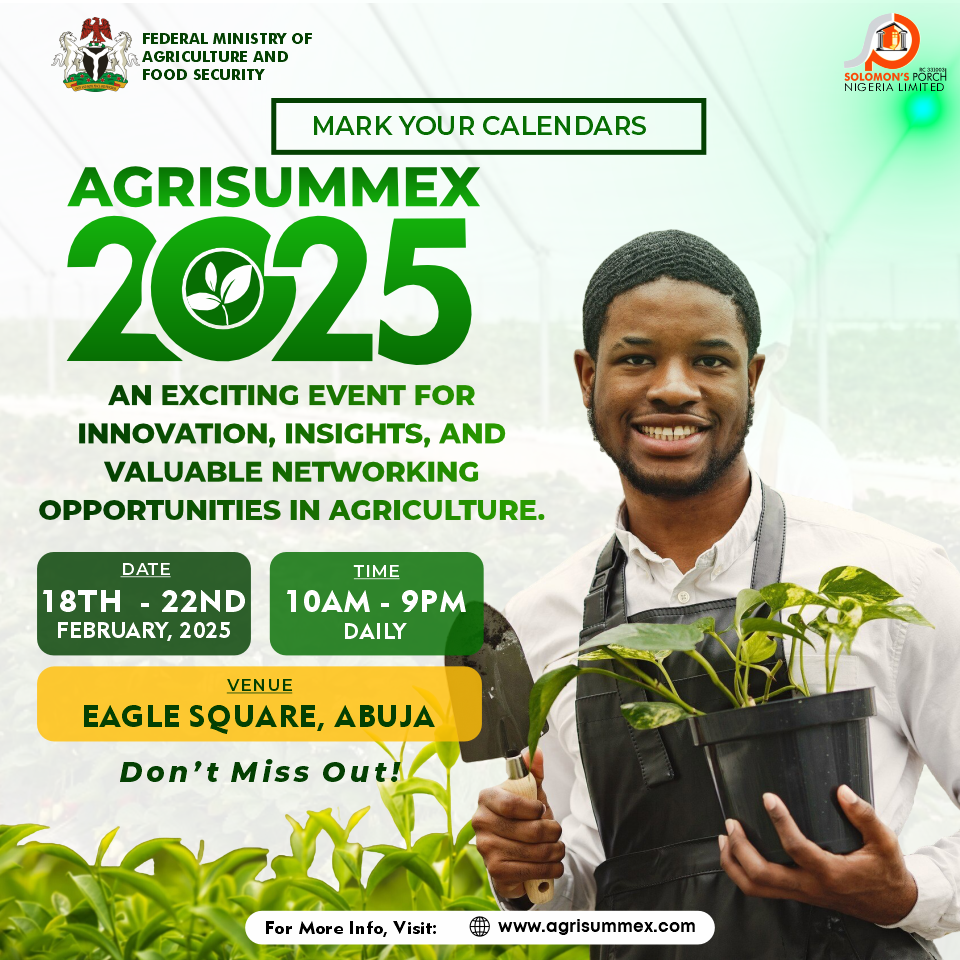 FEDERAL MINISTRY OF
AGRICULTURE AND
FOOD SECURITY
SOLOMON'S PORCH
NIGERIA LIMITED
MARK YOUR CALENDARS
AGRISUMMEX
2025
AN EXCITING EVENT FOR
INNOVATION, INSIGHTS, AND
VALUABLE NETWORKING
OPPORTUNITIES IN AGRICULTURE.
DATE
18TH - 22ND
FEBRUARY, 2025
TIME
10AM - 9PM
DAILY
VENUE
EAGLE SQUARE, ABUJA
Don't Miss Out!
For More Info, Visit: www.agrisummex.com